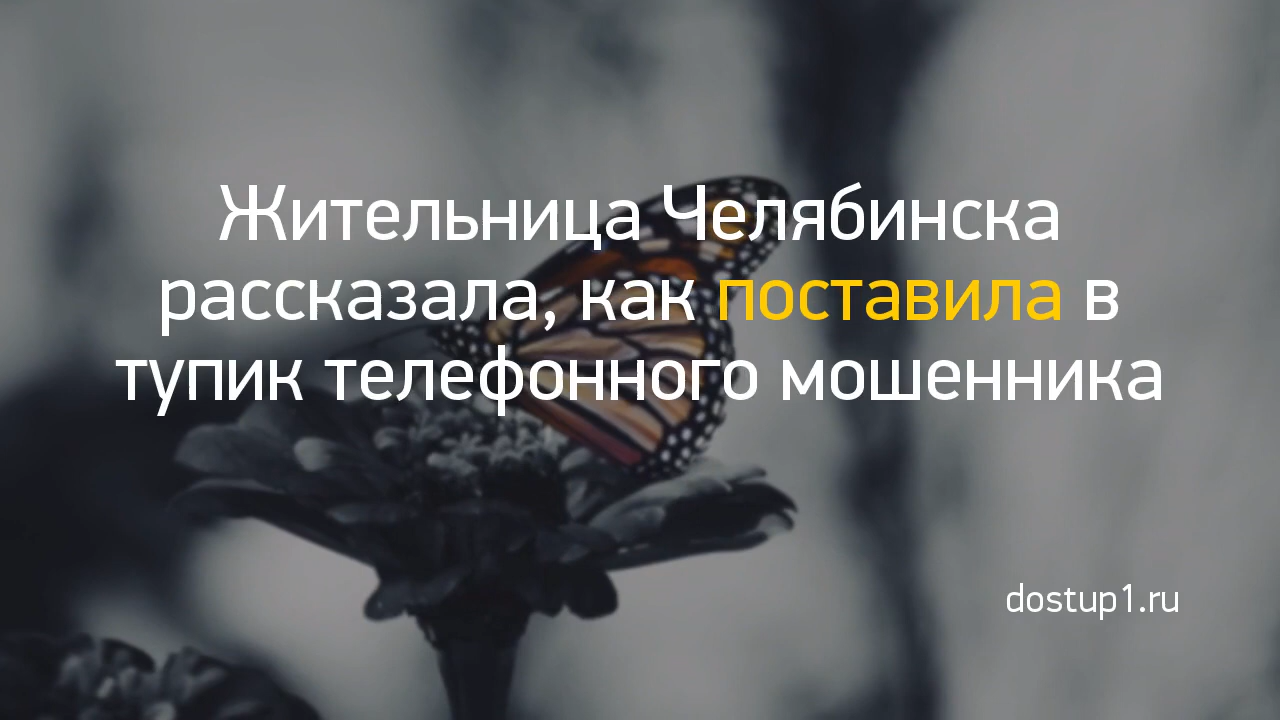 Жительница Челябинска
рассказала, как поставила в
тупик телефонного мошенника
dostup1.ru